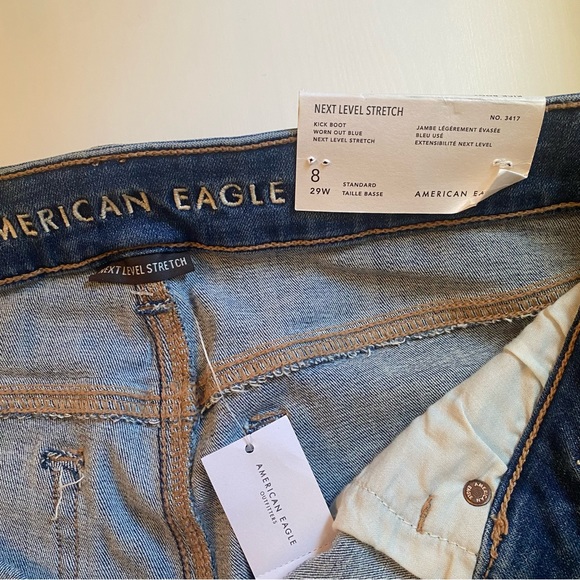 NEXT LEVEL STRETCH
NO. 3417
KICK BOOT
WORN OUT BLUE
NEXT LEVEL STRETCH
JAMBE LÉGÈREMENT ÉVASÉE
BLEU USÉ
EXTENSIBILITÉ NEXT LEVEL
8
29W
STANDARD
TAILLE BASSE
AMERICAN EA
MERICAN EAGLE
NEXT LEVEL STRETCH
AMERICAN EAGLE
OUTFITTERS